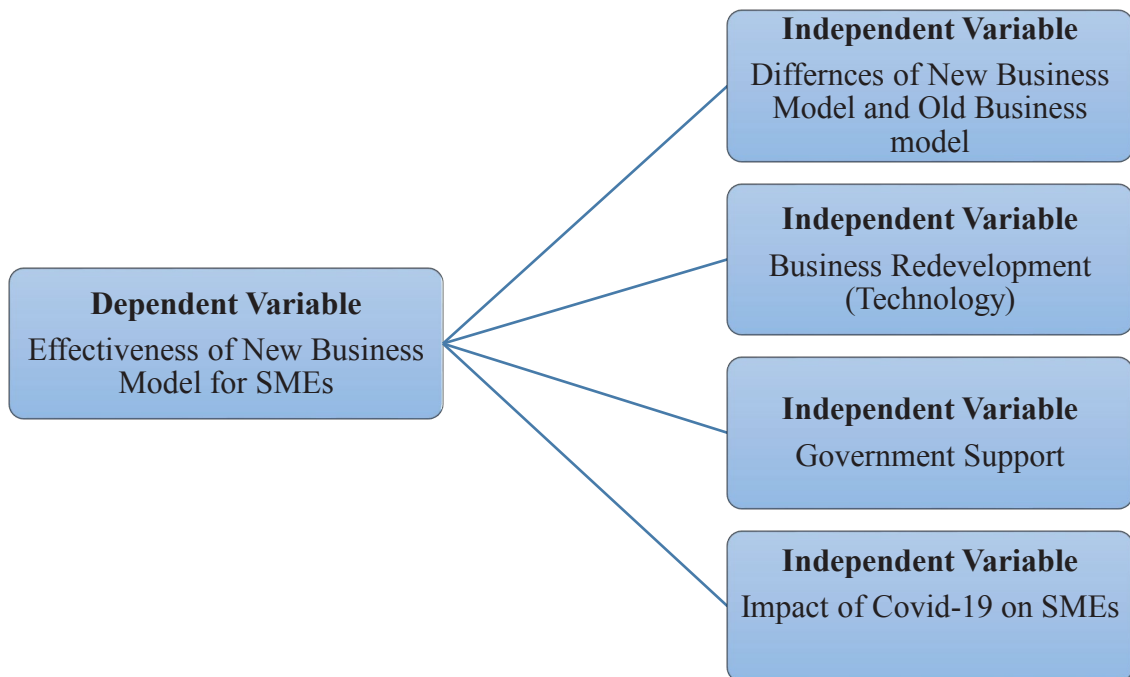 Dependent Variable
Effectiveness of New Business
Model for SMEs
Independent Variable
Differnces of New Business
Model and Old Business
model
Independent Variable
Business Redevelopment
(Technology)
Independent Variable
Government Support
Independent Variable
Impact of Covid-19 on SMEs